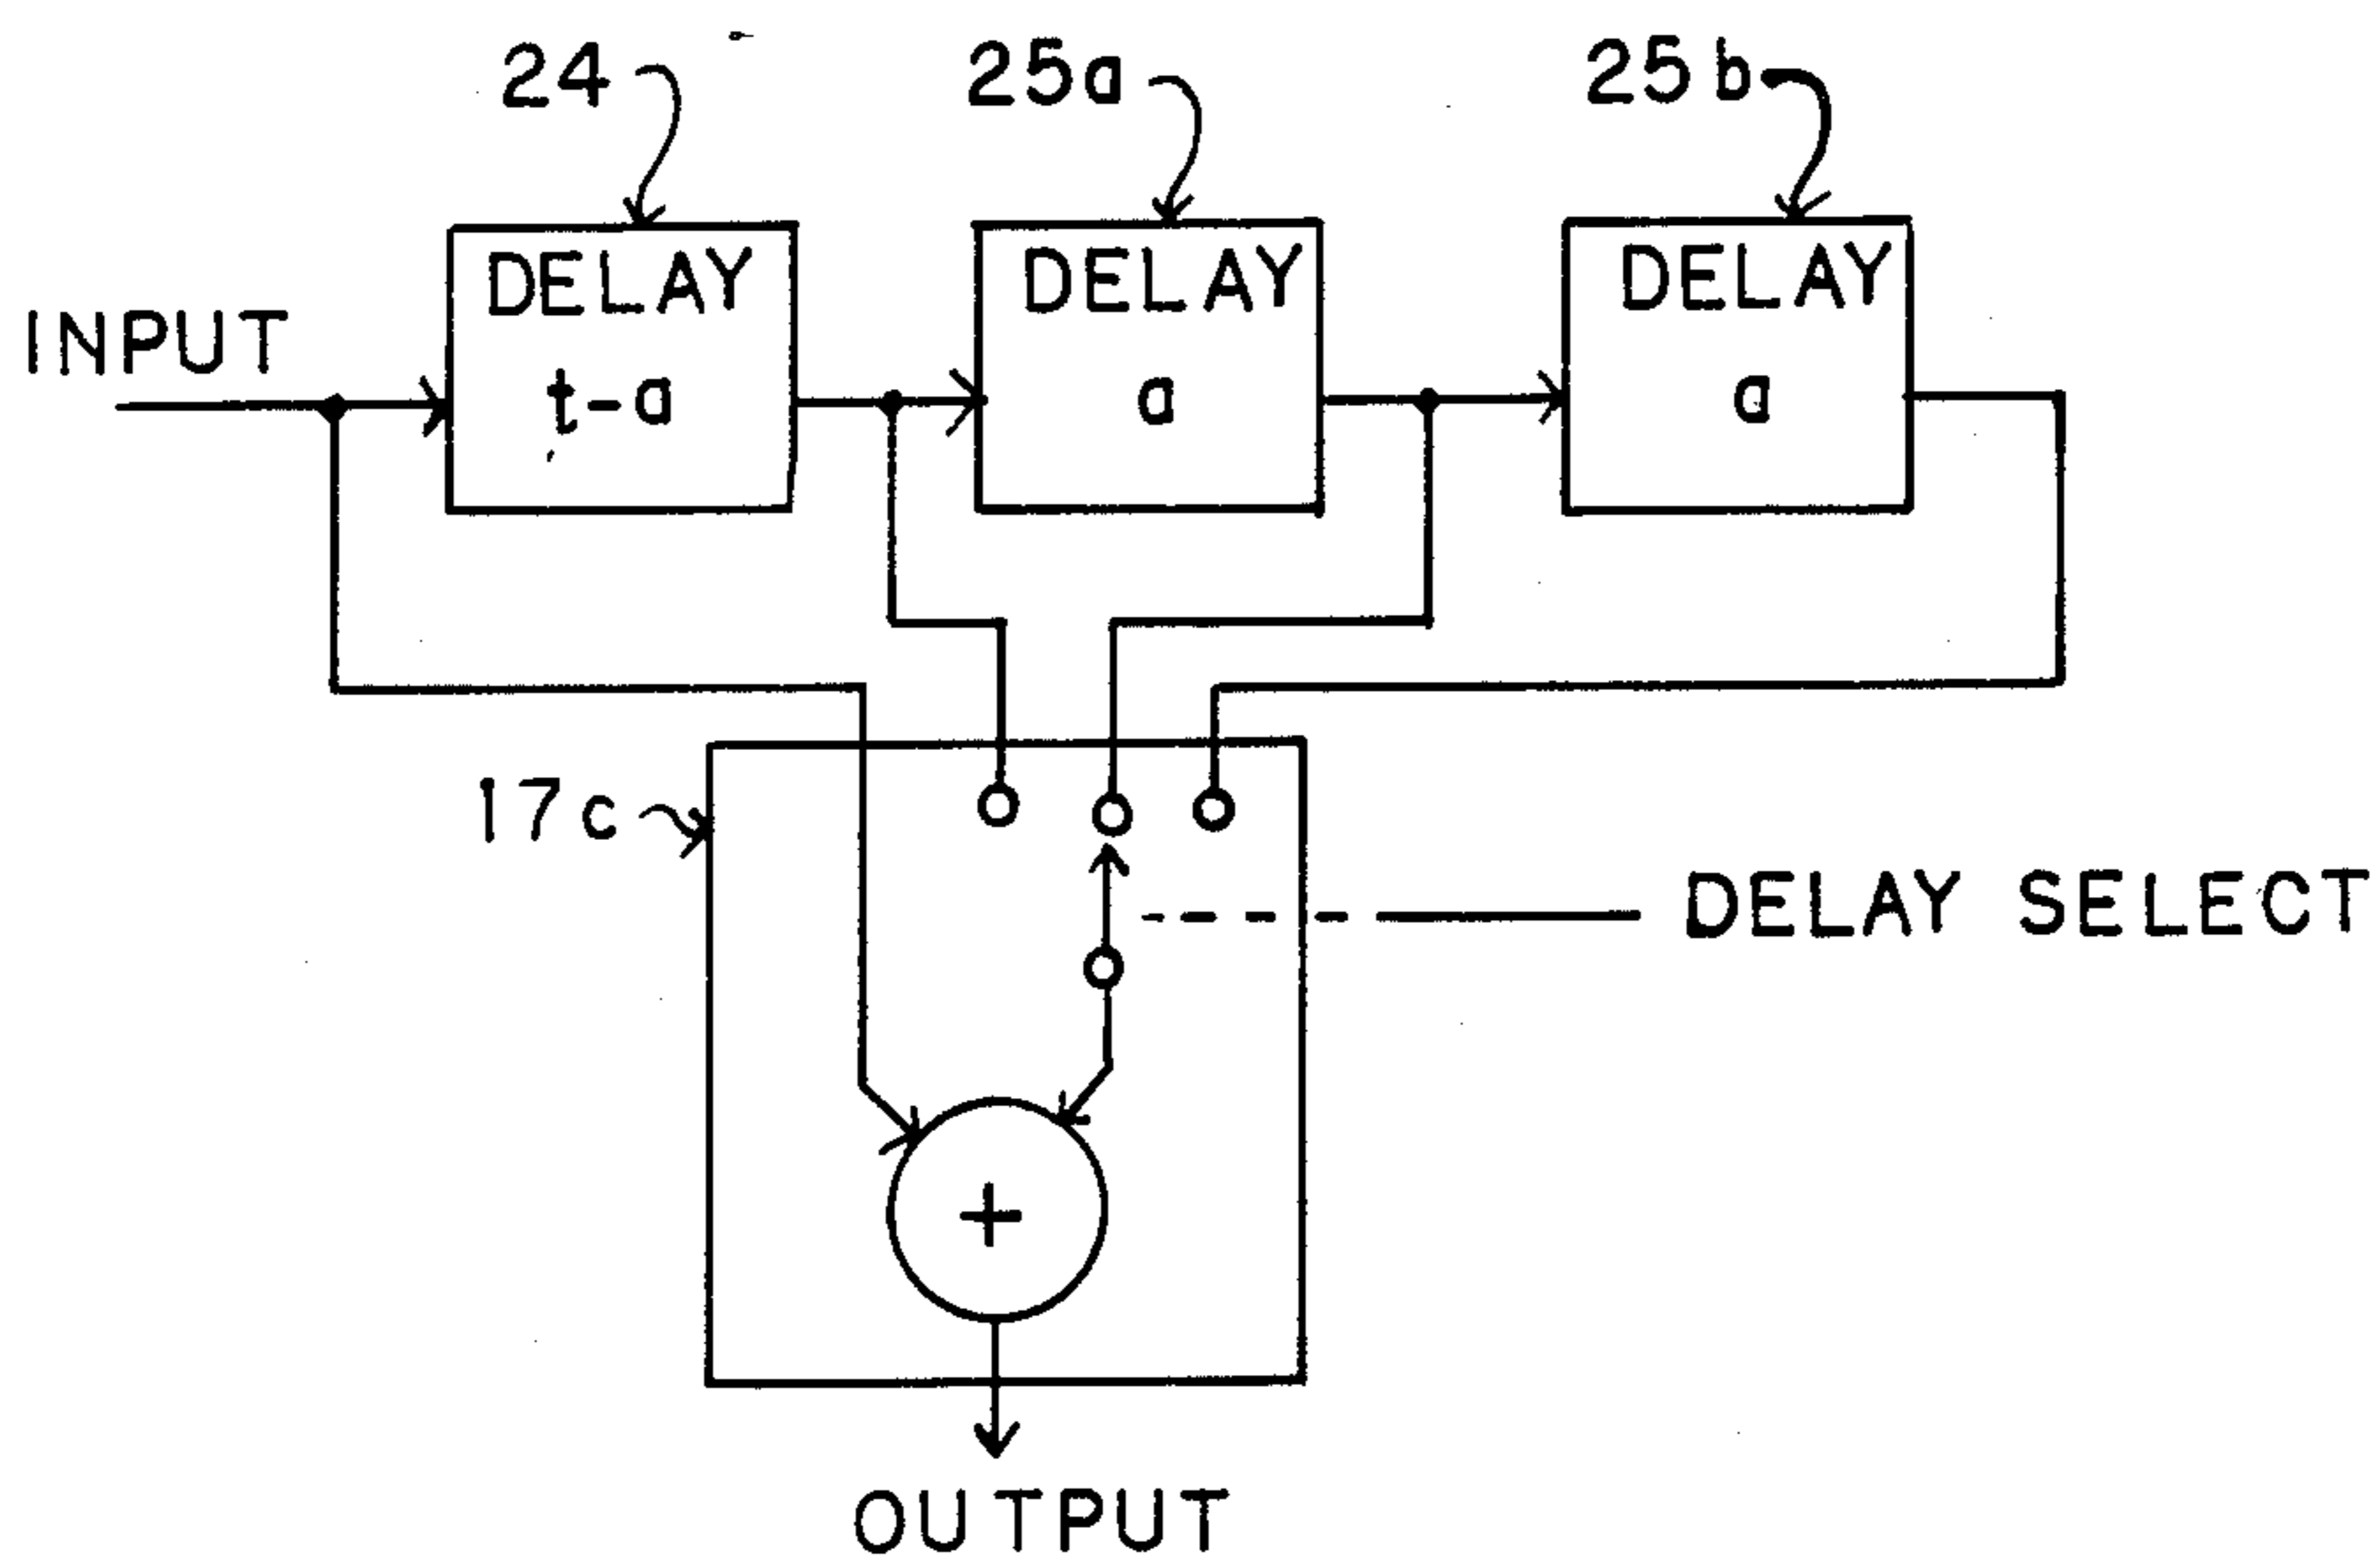 24
25a
25b
INPUT
DELAY
t-a
DELAY
a
DELAY
a
17c
DELAY SELECT
+
OUTPUT